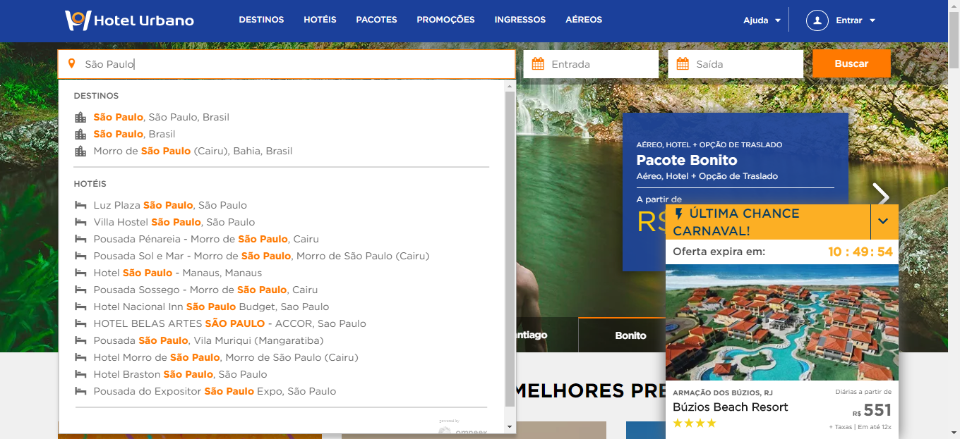 Hotel Urbano
DESTINOS HOTÉIS PACOTES PROMOÇÕES INGRESSOS AÉREOS
Ajuda Entrar
São Paulo
Entrada Saída Buscar
DESTINOS
São Paulo, São Paulo, Brasil
São Paulo, Brasil
Morro de São Paulo (Cairu), Bahia, Brasil
HOTÉIS
Luz Plaza São Paulo, São Paulo
Villa Hostel São Paulo, São Paulo
Pousada Pénareia - Morro de São Paulo, Cairu
Pousada Sol e Mar - Morro de São Paulo, Morro de São Paulo (Cairu)
Hotel São Paulo - Manaus, Manaus
Pousada Sossego - Morro de São Paulo, Cairu
Hotel Nacional Inn São Paulo Budget, Sao Paulo
HOTEL BELAS ARTES SÃO PAULO - ACCOR, Sao Paulo
Pousada São Paulo, Vila Muriqui (Mangaratiba)
Hotel Morro de São Paulo, Morro de São Paulo (Cairu)
Hotel Braston São Paulo, São Paulo
Pousada do Expositor São Paulo Expo, São Paulo
AÉREO, HOTEL + OPÇÃO DE TRASLADO
Pacote Bonito
Aéreo, Hotel + Opção de Traslado
A partir de
R$
ntiago
Bonito
MELHORES PRE
ÚLTIMA CHANCE
CARNAVAL!
Oferta expira em: 10 : 49 : 54
ARMAÇÃO DOS BÚZIOS, RJ
Búzios Beach Resort
Diárias a partir de
R$ 551
+ Taxas | Em até 12x